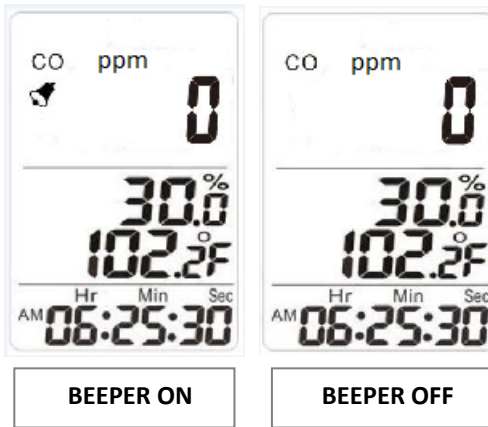 CO ppm
0
30.0%
102.2°F
Hr Min Sec
AM 06:25:30
BEEPER ON
CO ppm
0
30.0%
102.2°F
Hr Min Sec
AM 06:25:30
BEEPER OFF